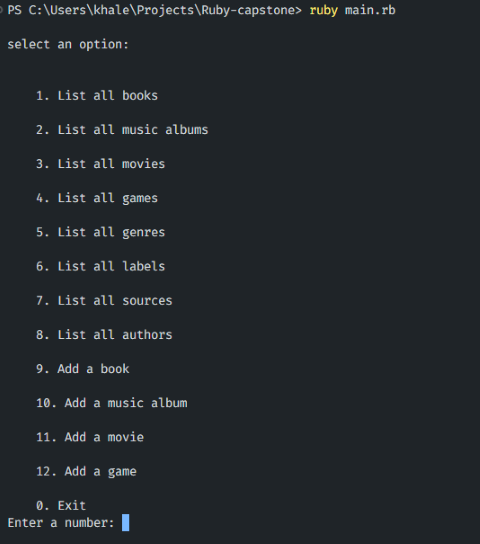 PS C:\Users\khale\Projects\Ruby-capstone> ruby main.rb
select an option:
1. List all books
2. List all music albums
3. List all movies
4. List all games
5. List all genres
6. List all labels
7. List all sources
8. List all authors
9. Add a book
10. Add a music album
11. Add a movie
12. Add a game
0. Exit
Enter a number: